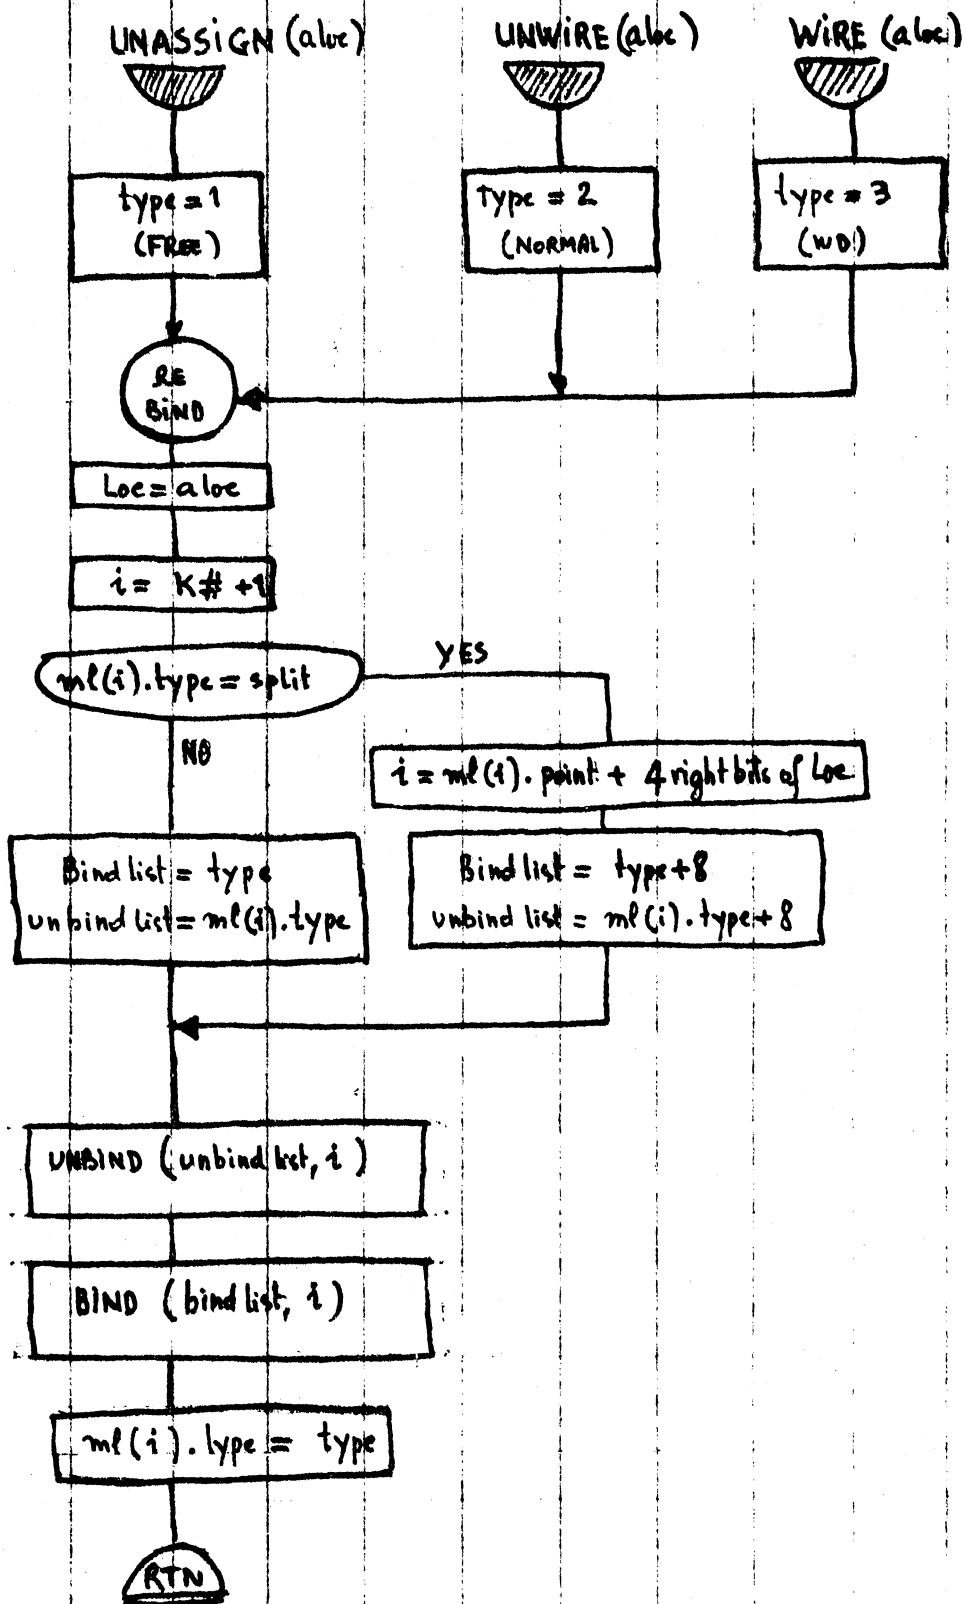 UNASSiGN (aloc)
UNWiRE (aloc)
WiRE (aloc)
type = 1
(FREE)
Type = 2
(NORMAL)
type = 3
(WD)
RE
BiND
Loc = aloc
i = K# +1
ml(i).type = split
YES
NO
i = ml(i).point + 4 right bits of Loc
Bind list = type
unbind list = ml(i).type
Bind list = type+8
unbind list = ml(i).type+8
UNBIND (unbind list, i)
BIND (bind list, i)
ml(i).type = type
RTN